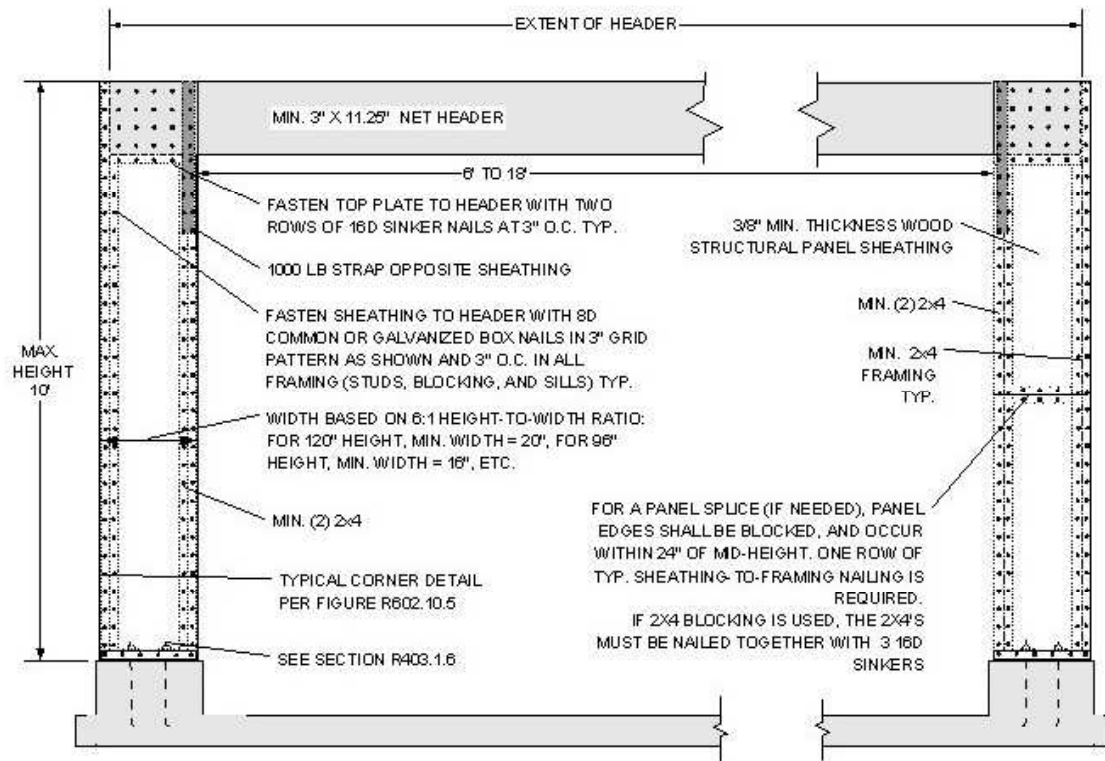 EXTENT OF HEADER
MIN. 3" X 11.25" NET HEADER
6' TO 18'
FASTEN TOP PLATE TO HEADER WITH TWO
ROWS OF 16D SINKER NAILS AT 3" O.C. TYP.
1000 LB STRAP OPPOSITE SHEATHING
FASTEN SHEATHING TO HEADER WITH 8D
COMMON OR GALVANIZED BOX NAILS IN 3" GRID
PATTERN AS SHOWN AND 3" O.C. IN ALL
FRAMING (STUDS, BLOCKING, AND SILLS) TYP.
MAX.
HEIGHT
10'
WIDTH BASED ON 6:1 HEIGHT-TO-WIDTH RATIO:
FOR 120" HEIGHT, MIN. WIDTH = 20", FOR 96"
HEIGHT, MIN. WIDTH = 16", ETC.
MIN. (2) 2x4
TYPICAL CORNER DETAIL
PER FIGURE R602.10.5
SEE SECTION R403.1.6
3/8" MIN. THICKNESS WOOD
STRUCTURAL PANEL SHEATHING
MIN. (2) 2x4
MIN. 2x4
FRAMING
TYP.
FOR A PANEL SPLICE (IF NEEDED), PANEL
EDGES SHALL BE BLOCKED, AND OCCUR
WITHIN 24" OF MID-HEIGHT. ONE ROW OF
TYP. SHEATHING-TO-FRAMING NAILING IS
REQUIRED.
IF 2X4 BLOCKING IS USED, THE 2X4'S
MUST BE NAILED TOGETHER WITH 3 16D
SINKERS